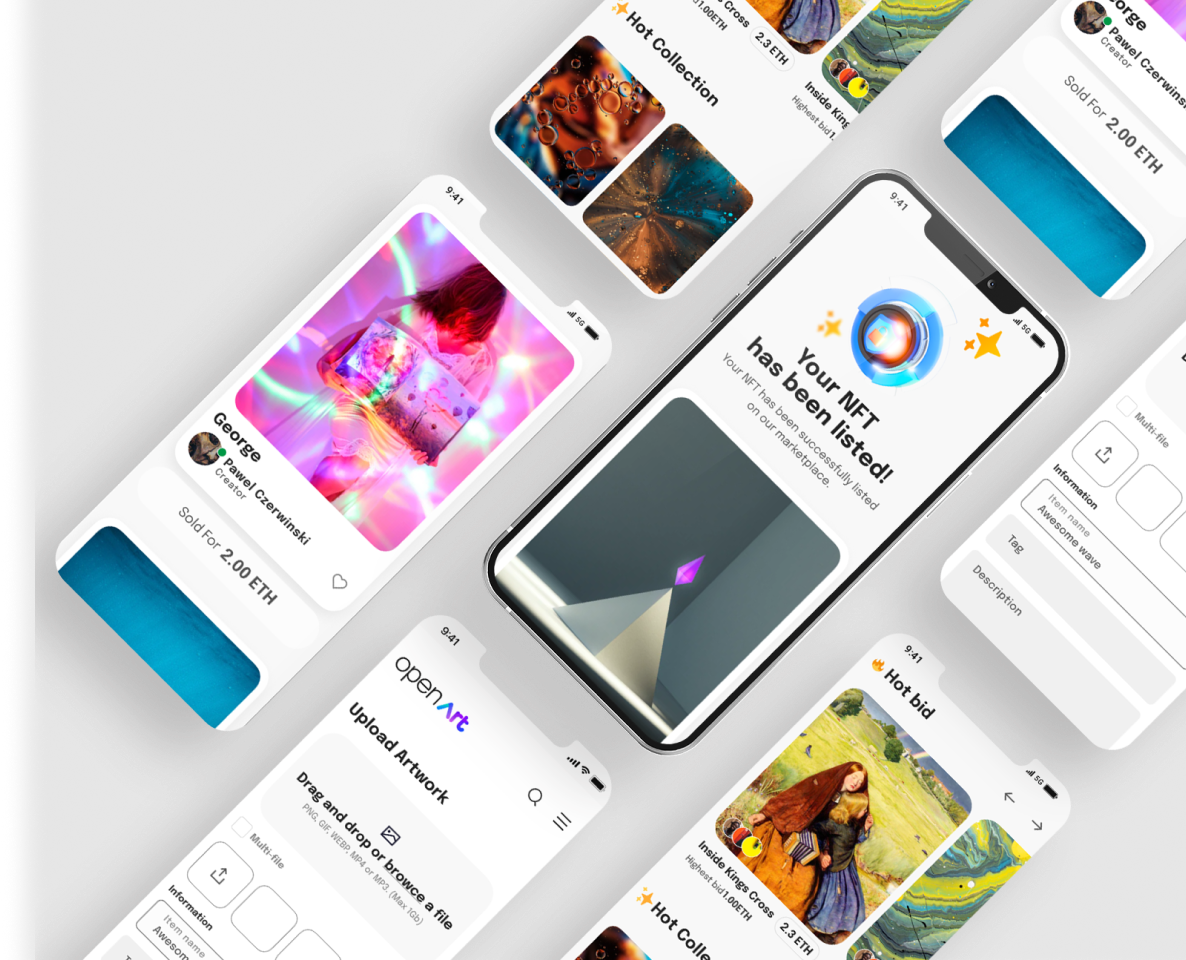 Cross
1.00ETH
2.3 ETH
Hot Collection
Inside King
Highest bid1.
orge
Pawel Czerwins
Creator
Sold For 2.00 ETH
9:41
5G
George
Pawel Czerwinski
Creator
Sold For 2.00 ETH
9:41
5G
Your NFT
has been listed!
Your NFT has been successfully listed
on our marketplace.
Multi-file
Information
Item name
Awesome wave
Tag
Description
9:41
openArt
Upload Artwork
Drag and drop or browse a file
PNG, GIF, WEBP, MP4 or MP3. (Max 1Gb)
Multi-file
Information
Item name
Awesom
9:41
5G
Hot bid
Inside Kings Cross
Highest bid1.00ETH
2.3 ETH
Hot Colle